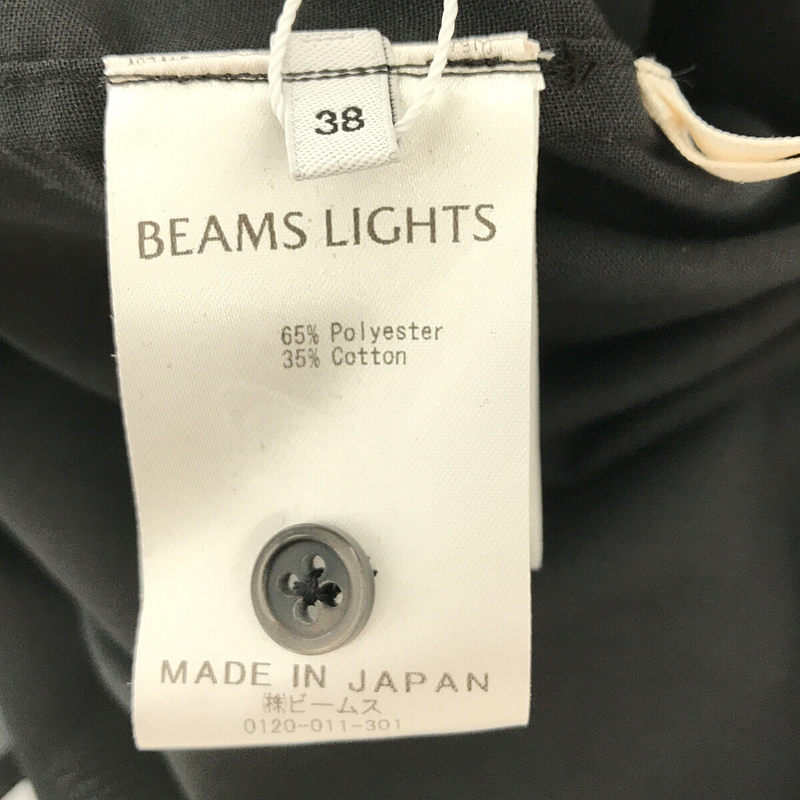 38
BEAMS LIGHTS
65% Polyester
35% Cotton
MADE IN JAPAN
㈱ビームス
0120-011-301